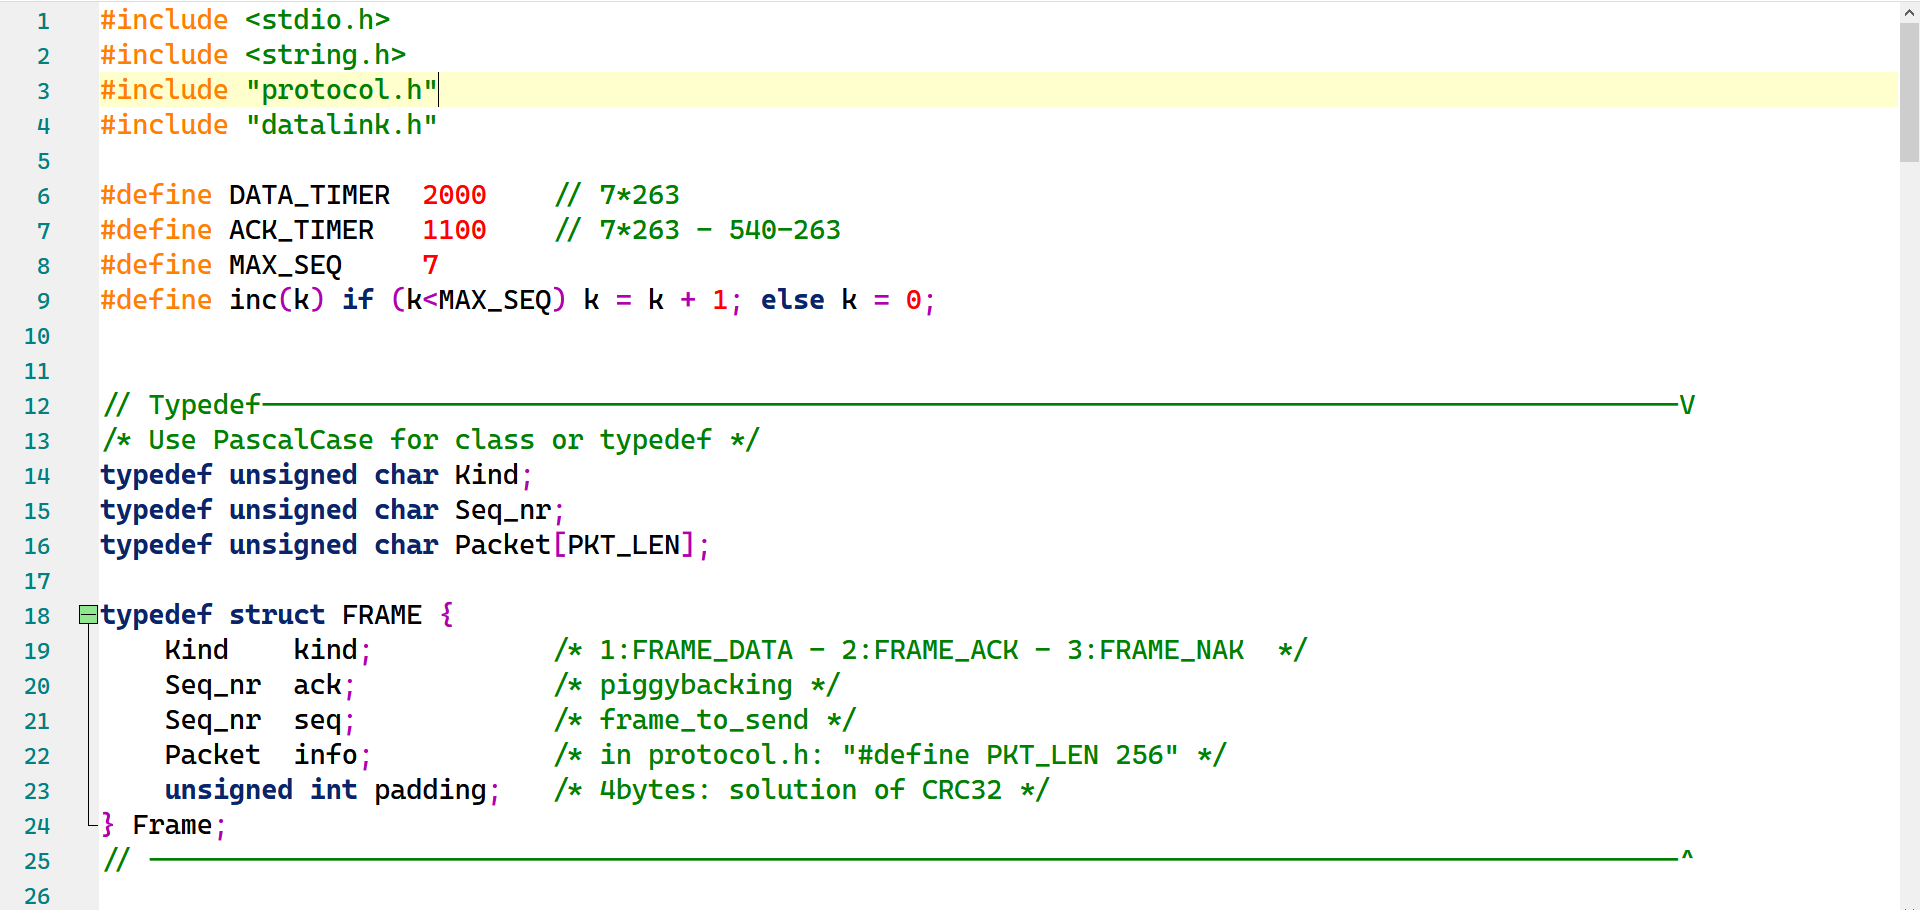 1 #include <stdio.h>
2 #include <string.h>
3 #include "protocol.h"
4 #include "datalink.h"
5
6 #define DATA_TIMER  2000    // 7*263
7 #define ACK_TIMER   1100    // 7*263 - 540-263
8 #define MAX_SEQ     7
9 #define inc(k) if (k<MAX_SEQ) k = k + 1; else k = 0;
10
11
12 // Typedef----------------------------------------------------------------------------------------V
13 /* Use PascalCase for class or typedef */
14 typedef unsigned char Kind;
15 typedef unsigned char Seq_nr;
16 typedef unsigned char Packet[PKT_LEN];
17
18 typedef struct FRAME {
19     Kind    kind;           /* 1:FRAME_DATA - 2:FRAME_ACK - 3:FRAME_NAK  */
20     Seq_nr  ack;            /* piggybacking */
21     Seq_nr  seq;            /* frame_to_send */
22     Packet  info;           /* in protocol.h: "#define PKT_LEN 256" */
23     unsigned int padding;   /* 4bytes: solution of CRC32 */
24 } Frame;
25 // -----------------------------------------------------------------------------------------------^
26